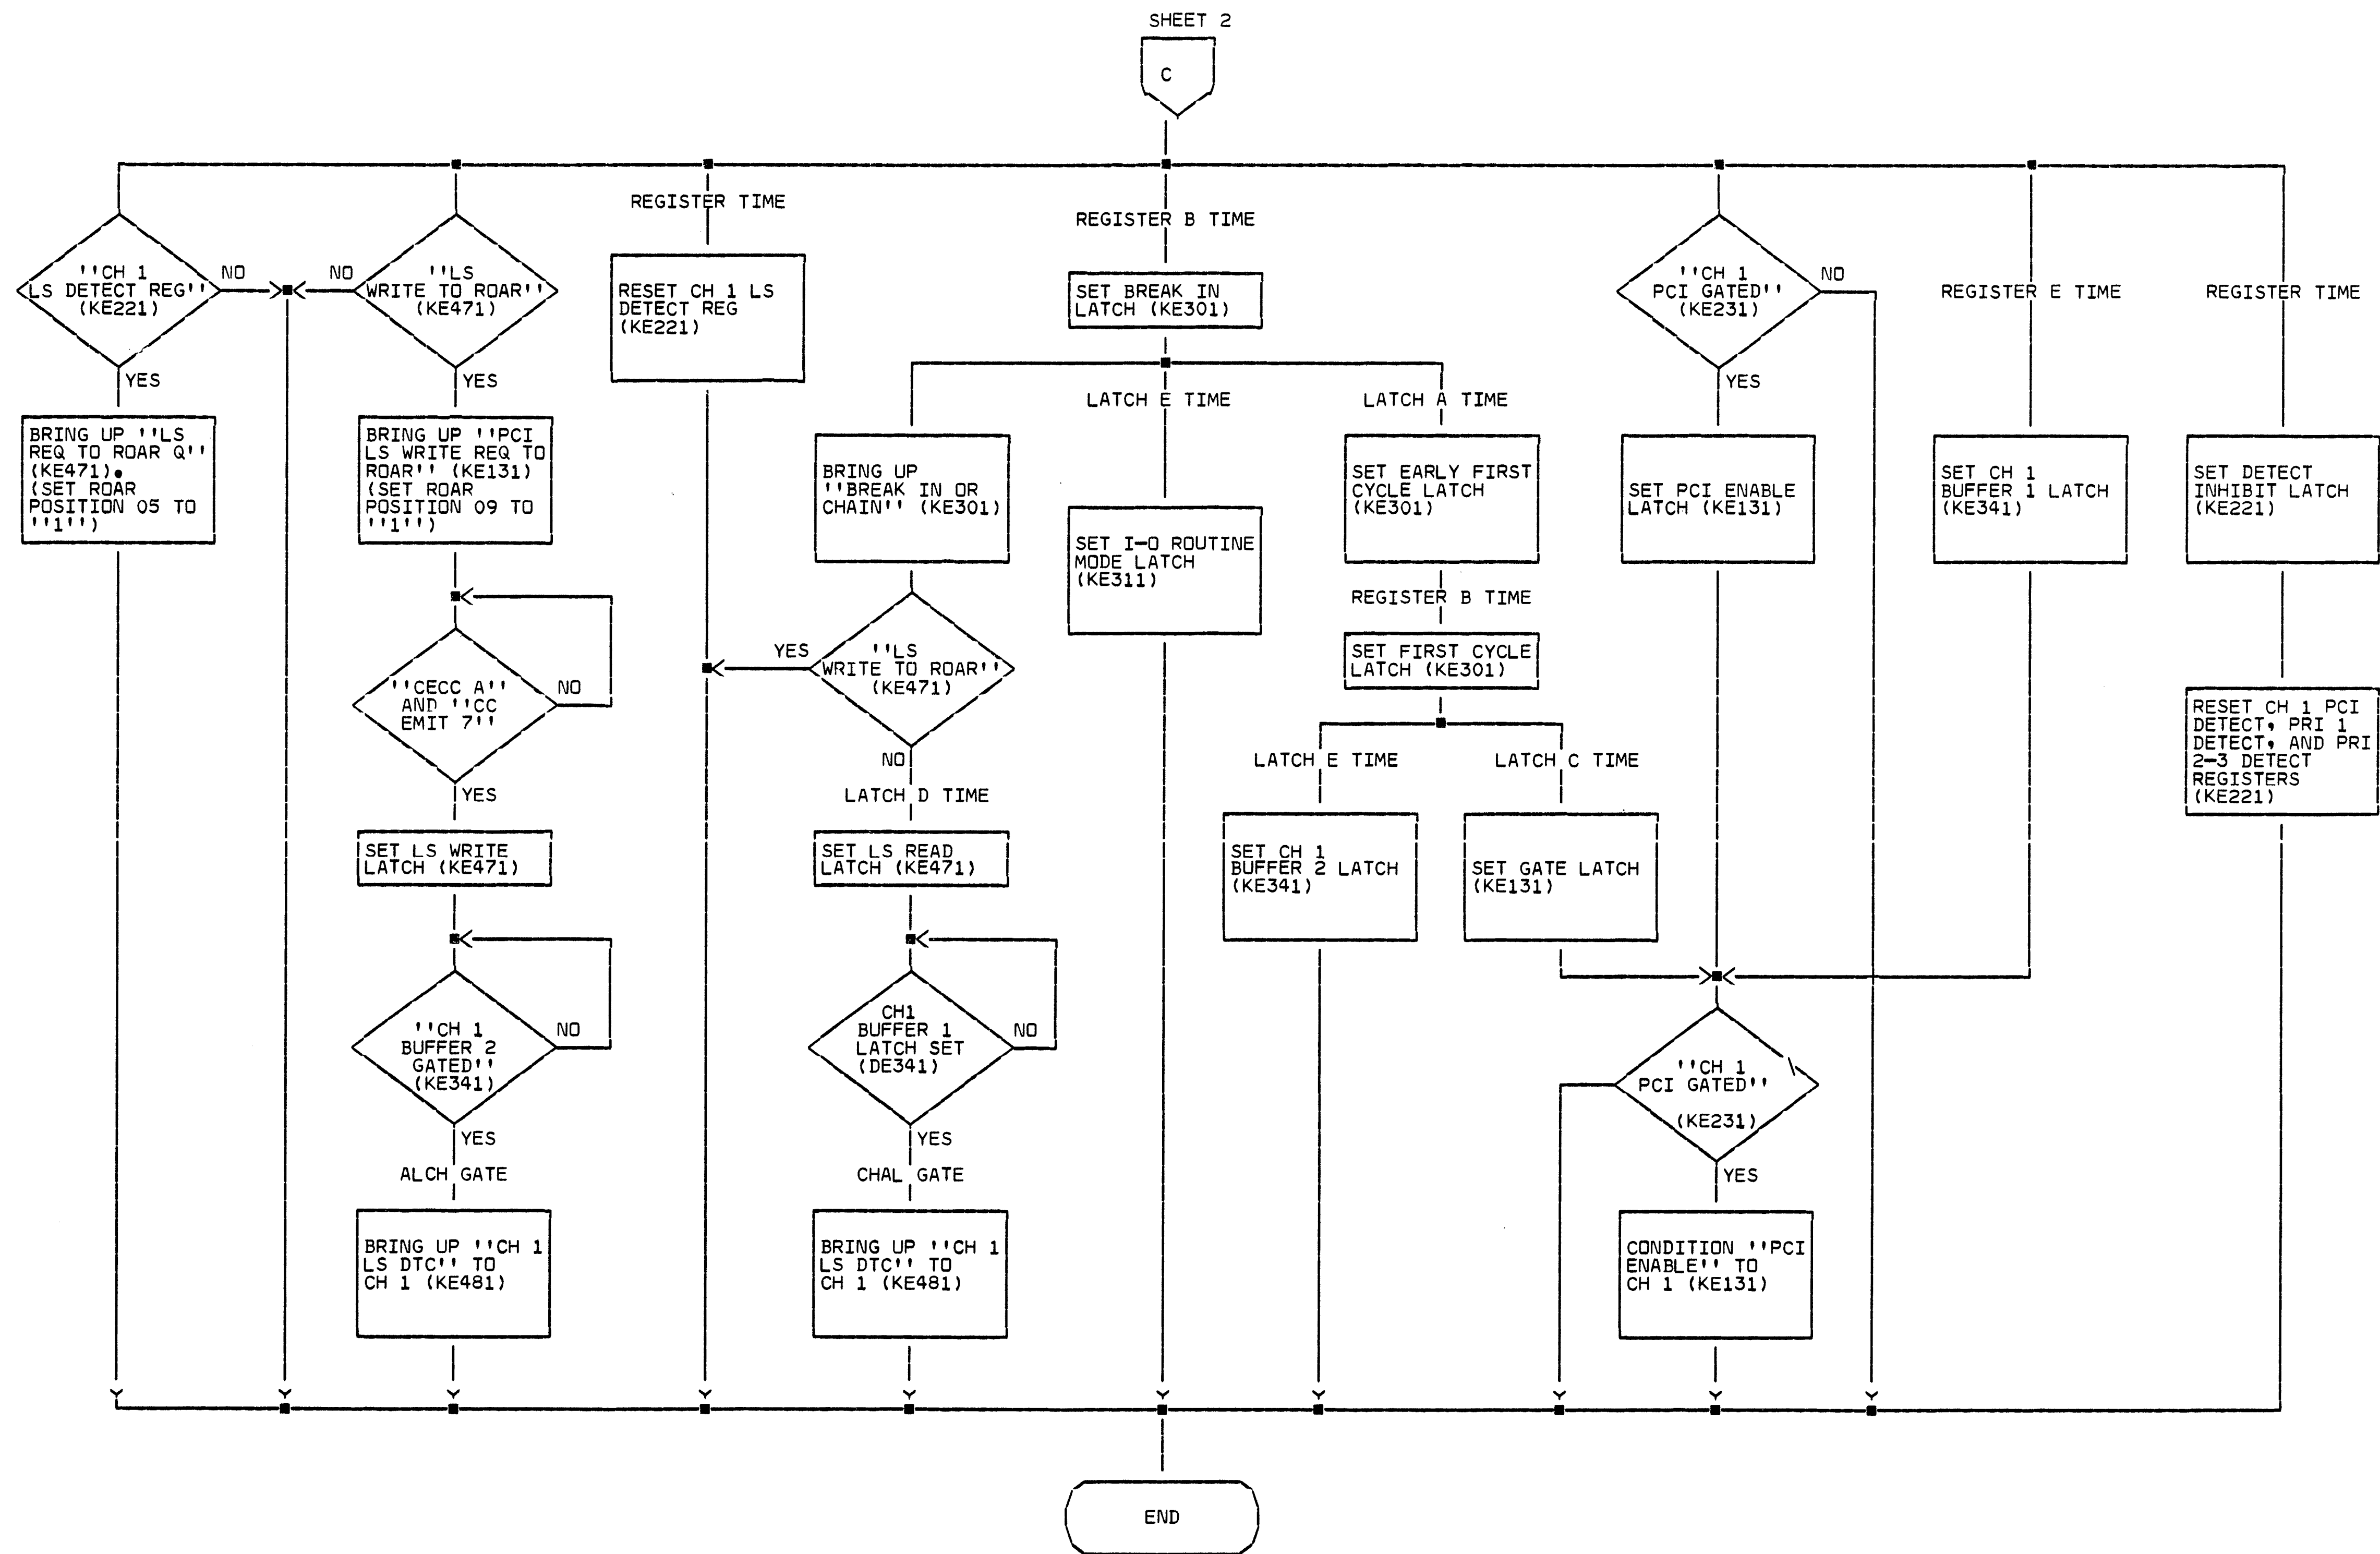 SHEET 2
C
REGISTER TIME
REGISTER B TIME
''CH 1
LS DETECT REG''
(KE221)
NO
YES
NO
''LS
WRITE TO ROAR''
(KE471)
YES
RESET CH 1 LS
DETECT REG
(KE221)
SET BREAK IN
LATCH (KE301)
''CH 1
PCI GATED''
(KE231)
NO
YES
REGISTER E TIME
REGISTER TIME
LATCH E TIME
LATCH A TIME
BRING UP ''LS
REQ TO ROAR Q''
(KE471).
(SET ROAR
POSITION 05 TO
''1'')
BRING UP ''PCI
LS WRITE REQ TO
ROAR'' (KE131)
(SET ROAR
POSITION 09 TO
''1'')
BRING UP
''BREAK IN OR
CHAIN'' (KE301)
SET I-O ROUTINE
MODE LATCH
(KE311)
SET EARLY FIRST
CYCLE LATCH
(KE301)
SET PCI ENABLE
LATCH (KE131)
SET CH 1
BUFFER 1 LATCH
(KE341)
SET DETECT
INHIBIT LATCH
(KE221)
REGISTER B TIME
''CECC A''
AND ''CC
EMIT 7''
NO
YES
YES
''LS
WRITE TO ROAR''
(KE471)
NO
LATCH D TIME
SET FIRST CYCLE
LATCH (KE301)
LATCH E TIME
LATCH C TIME
RESET CH 1 PCI
DETECT, PRI 1
DETECT, AND PRI
2-3 DETECT
REGISTERS
(KE221)
SET LS WRITE
LATCH (KE471)
SET LS READ
LATCH (KE471)
SET CH 1
BUFFER 2 LATCH
(KE341)
SET GATE LATCH
(KE131)
''CH 1
BUFFER 2
GATED''
(KE341)
NO
YES
ALCH GATE
CH1
BUFFER 1
LATCH SET
(DE341)
NO
YES
CHAL GATE
''CH 1
PCI GATED''
(KE231)
YES
BRING UP ''CH 1
LS DTC'' TO
CH 1 (KE481)
BRING UP ''CH 1
LS DTC'' TO
CH 1 (KE481)
CONDITION ''PCI
ENABLE'' TO
CH 1 (KE131)
END